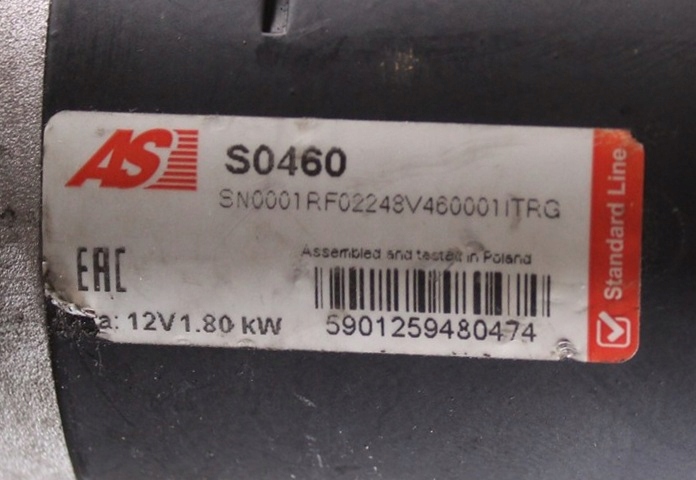 AS
S0460
SN0001RF02248V460001ITRG
Assembled and tested in Poland
EAC
12V1.80 kW
5901259480474
Standard Line